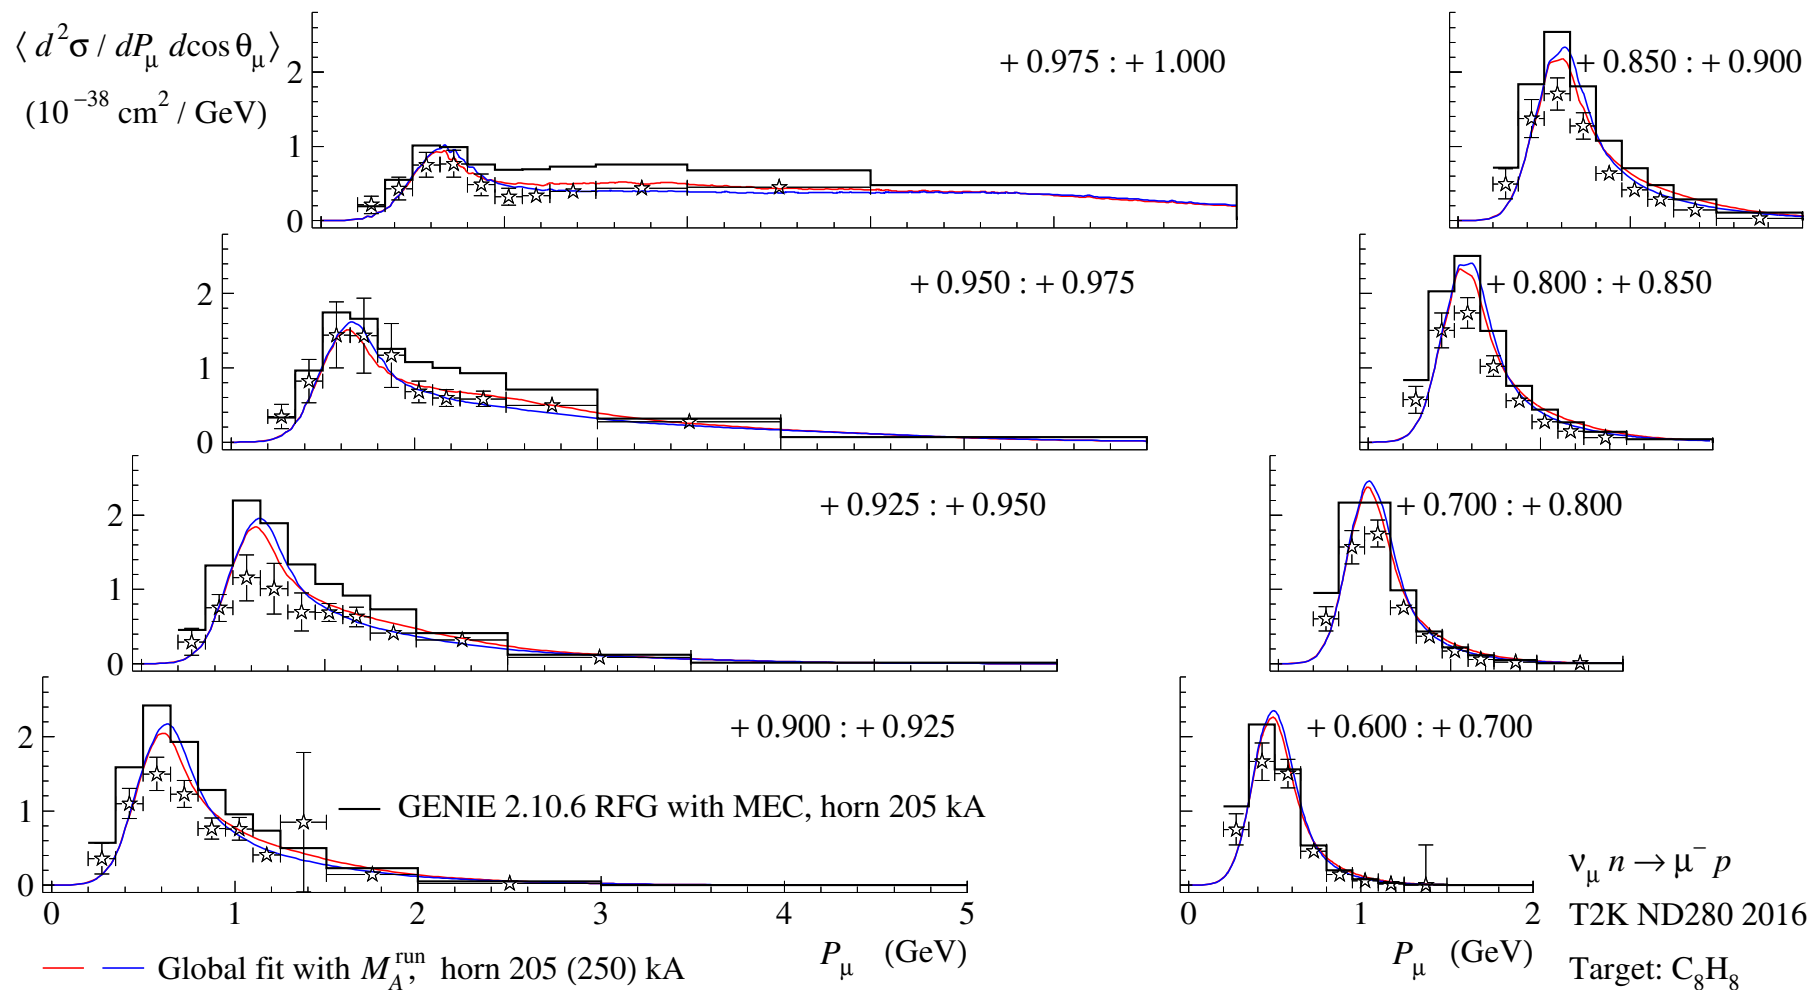 ⟨ d²σ / dP_μ dcos θ_μ ⟩
(10⁻³⁸ cm² / GeV)
+ 0.975 : + 1.000
2
1
0
+ 0.850 : + 0.900
+ 0.950 : + 0.975
2
1
0
+ 0.800 : + 0.850
+ 0.925 : + 0.950
2
1
0
+ 0.700 : + 0.800
+ 0.900 : + 0.925
2
1
0
+ 0.600 : + 0.700
GENIE 2.10.6 RFG with MEC, horn 205 kA
0 1 2 3 4 5
P_μ (GeV)
0 1 2
P_μ (GeV)
Global fit with M_A^run, horn 205 (250) kA
ν_μ n → μ⁻ p
T2K ND280 2016
Target: C₈H₈